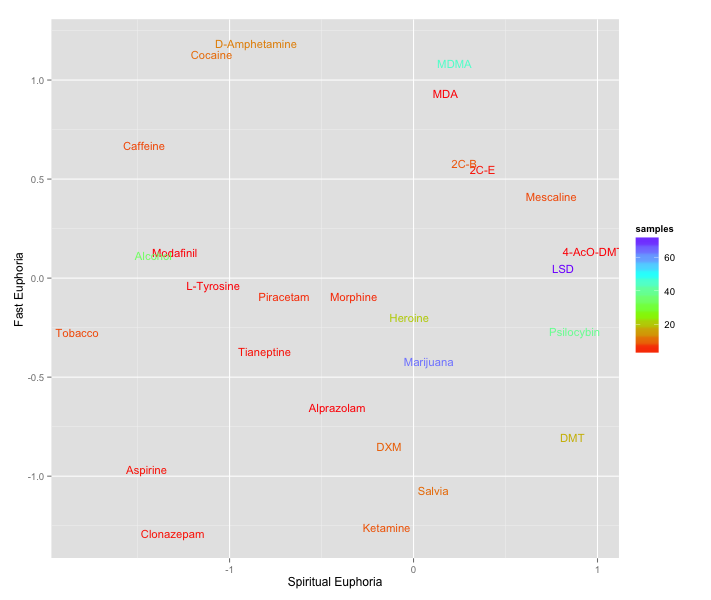 D-Amphetamine
Cocaine
MDMA
1.0
MDA
Caffeine
2C-B
2C-E
0.5
Mescaline
samples
Modafinil
Alcohol
4-AcO-DMT
LSD
60
0.0
L-Tyrosine
Piracetam
Morphine
40
Fast Euphoria
Heroine
20
Tobacco
Psilocybin
Tianeptine
Marijuana
-0.5
Alprazolam
DXM
DMT
Aspirine
-1.0
Salvia
Ketamine
Clonazepam
-1
0
1
Spiritual Euphoria